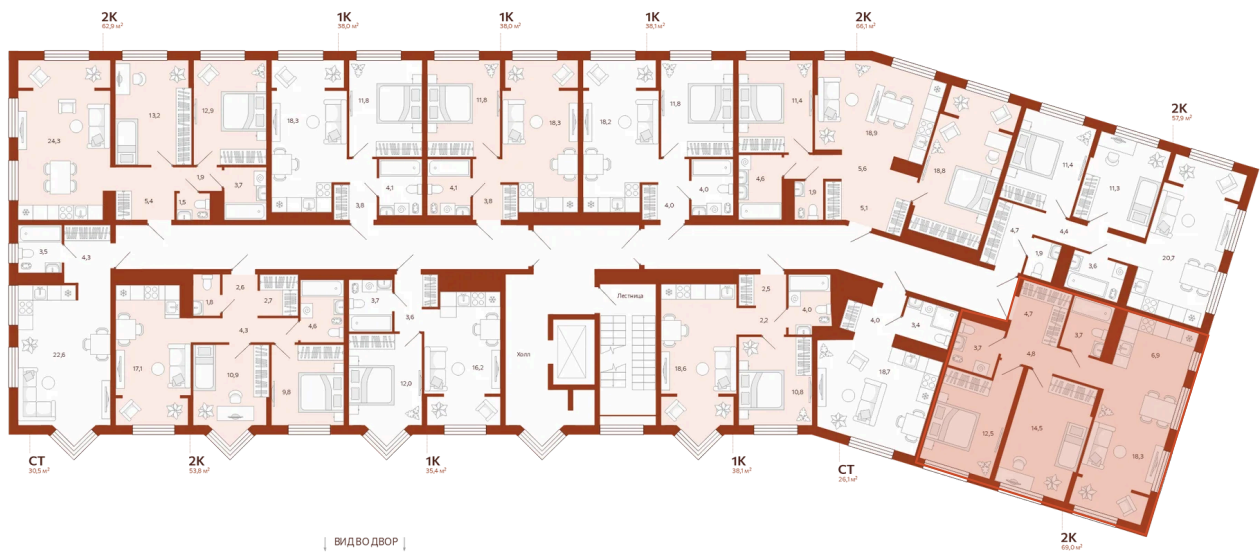 2К
62,9 м²
1К
38,0 м²
1К
38,0 м²
1К
38,1 м²
2К
66,1 м²
2К
57,9 м²
24,3
13,2
12,9
18,3
11,8
11,8
18,3
18,2
11,8
11,4
18,9
18,8
11,4
11,3
20,7
1,9
3,7
5,4
1,5
4,1
3,8
4,1
3,8
4,0
4,0
4,6
1,9
5,6
5,1
4,7
4,4
1,9
3,6
3,5
4,3
22,6
1,8
2,6
2,7
4,3
4,6
17,1
10,9
9,8
3,7
3,6
12,0
16,2
Холл
Лестница
2,5
2,2
4,0
18,6
10,8
4,0
3,4
18,7
4,7
3,7
4,8
3,7
6,9
12,5
14,5
18,3
СТ
30,5 м²
2К
53,8 м²
1К
35,4 м²
1К
38,1 м²
СТ
26,1 м²
2К
69,0 м²
ВИД ВО ДВОР